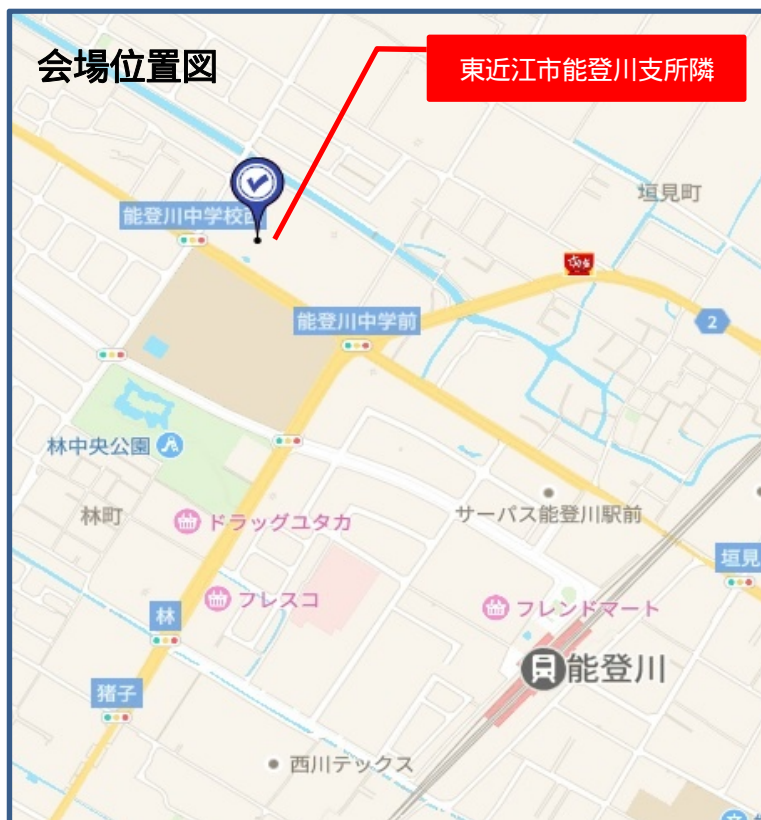 会場位置図
東近江市能登川支所隣
垣見町
能登川中学校西
能登川中学前
2
林中央公園
林町
ドラッグユタカ
サーパス能登川駅前
垣見
フレスコ
フレンドマート
林
能登川
猪子
西川テックス